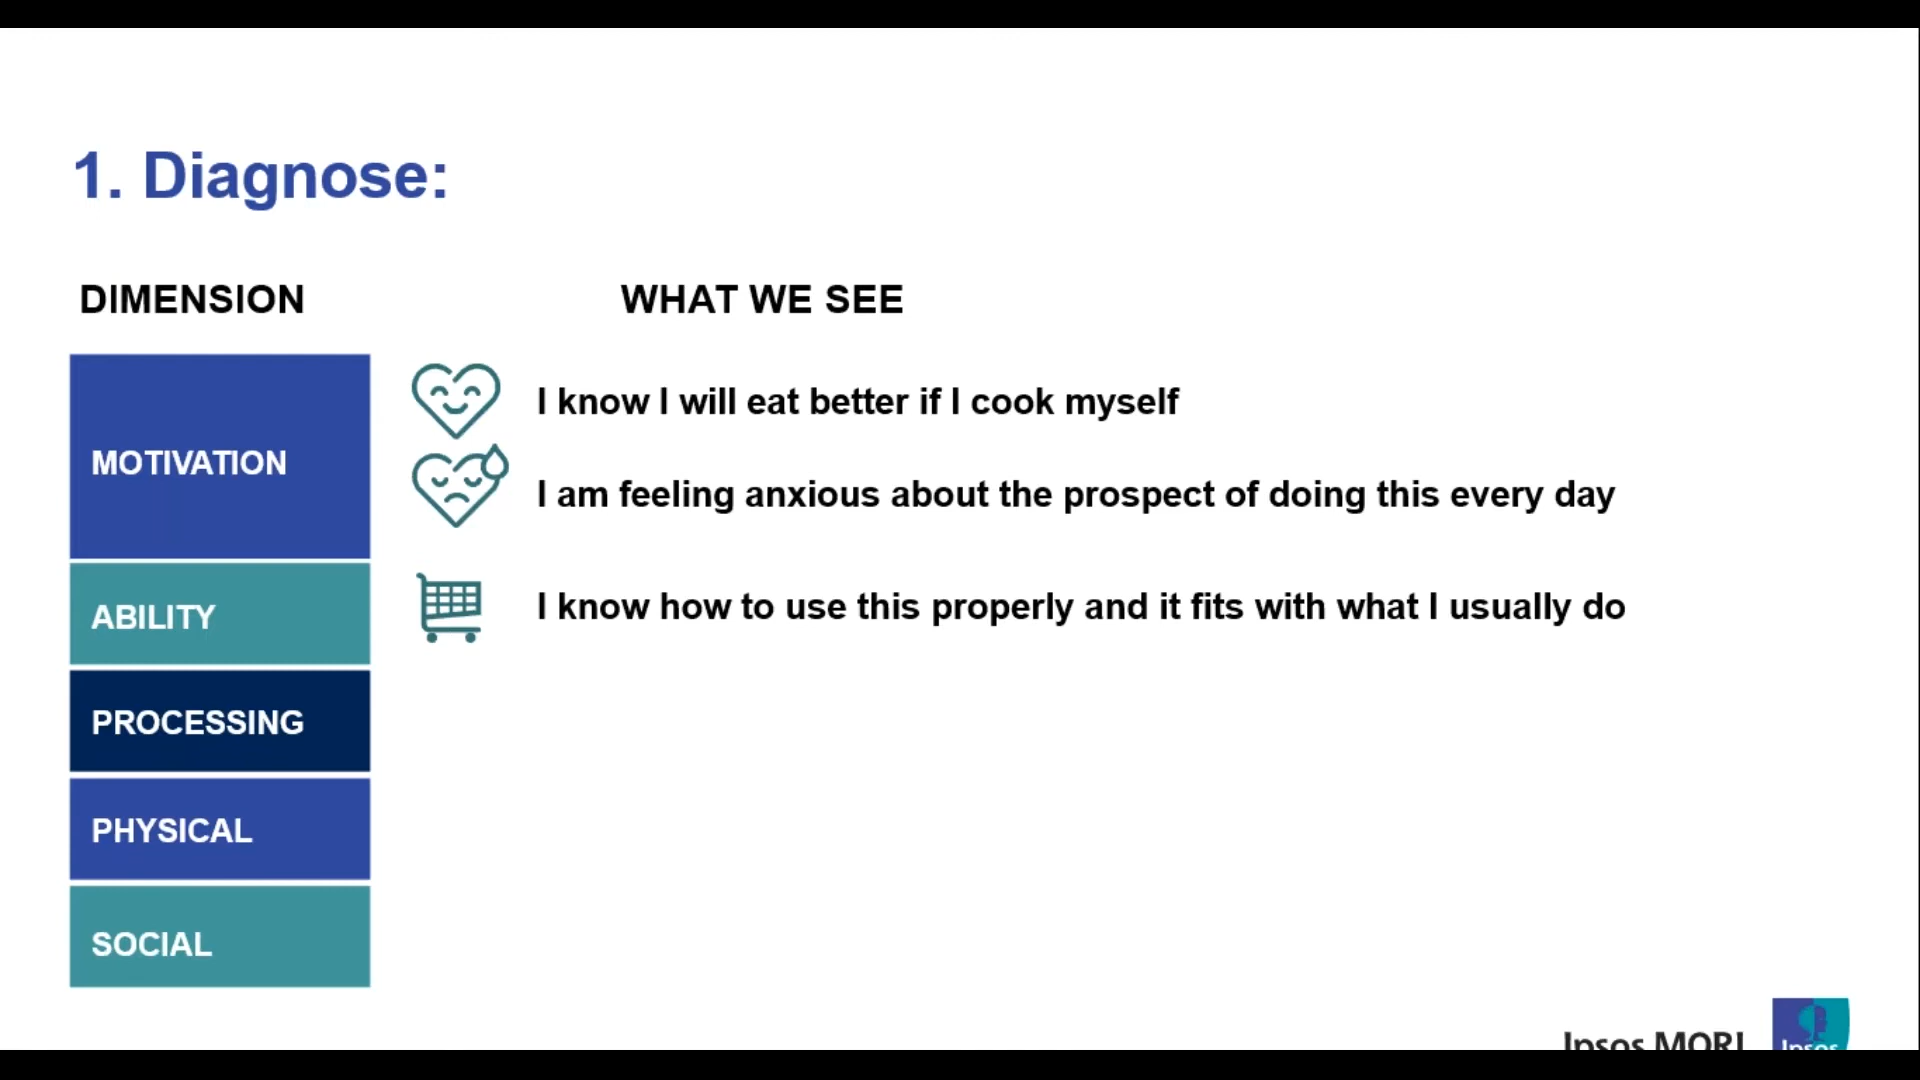 1. Diagnose:
DIMENSION
WHAT WE SEE
MOTIVATION
I know I will eat better if I cook myself
I am feeling anxious about the prospect of doing this every day
ABILITY
I know how to use this properly and it fits with what I usually do
PROCESSING
PHYSICAL
SOCIAL
Ipsos MORI
Ipsos